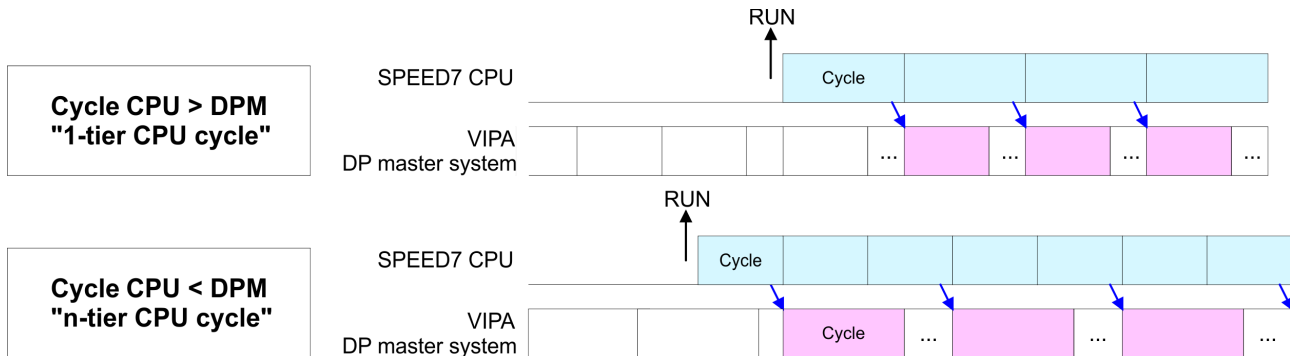 RUN
SPEED7 CPU
Cycle
Cycle CPU > DPM
"1-tier CPU cycle"
VIPA
DP master system
... ... ... ...
RUN
SPEED7 CPU
Cycle
Cycle CPU < DPM
"n-tier CPU cycle"
VIPA
DP master system
Cycle ... ... ...